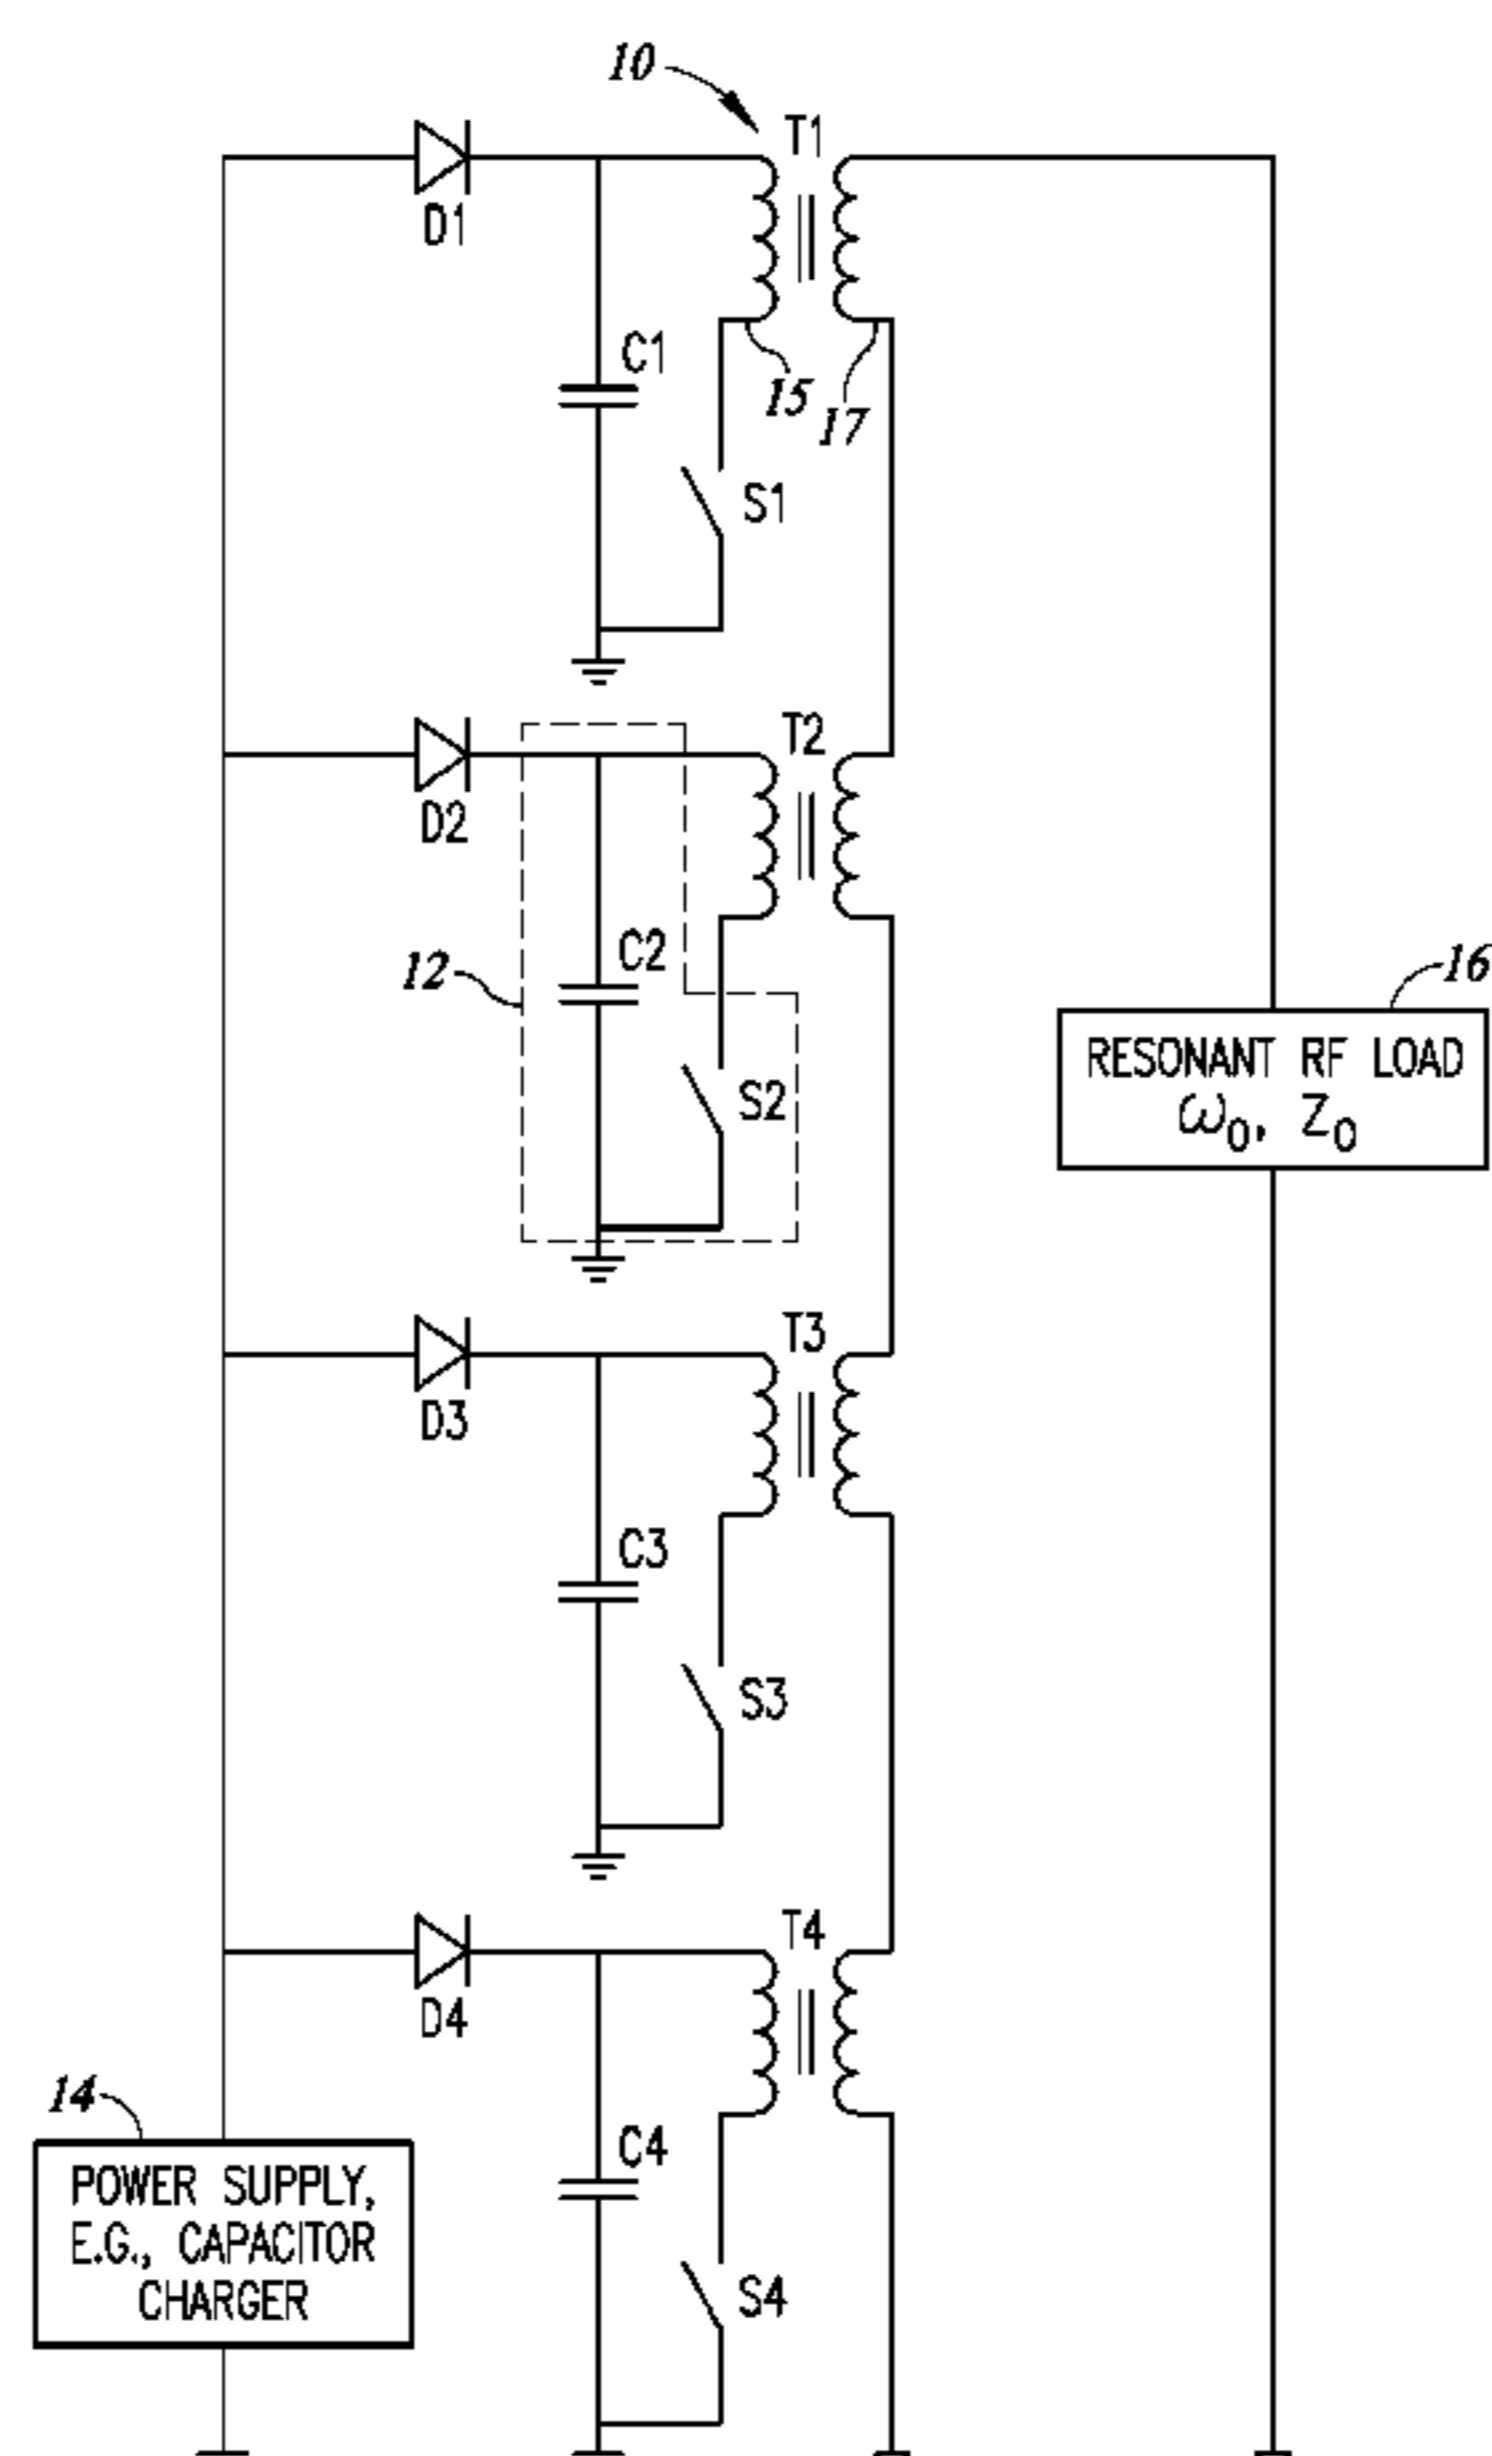 10
T1
D1
C1
15
17
S1
T2
D2
12
C2
16
RESONANT RF LOAD
ω0, Z0
S2
T3
D3
C3
S3
T4
D4
14
C4
POWER SUPPLY,
E.G., CAPACITOR
CHARGER
S4